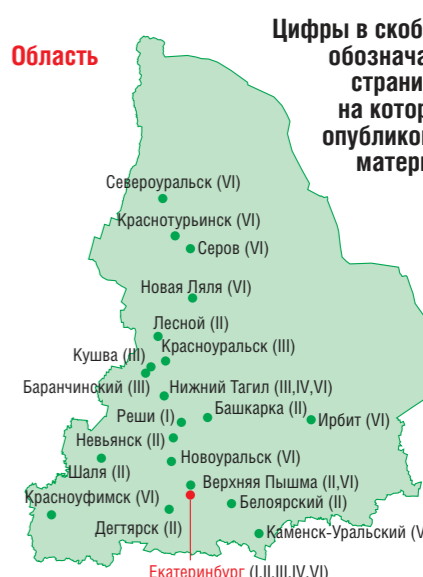 Область
Цифры в скоб
обознача
страни
на котор
опубликов
матери
Североуральск (VI)
Краснотурьинск (VI)
Серов (VI)
Новая Ляля (VI)
Лесной (II)
Кушва (III)
Красноуральск (III)
Баранчинский (III)
Нижний Тагил (III,IV,VI)
Башкарка (II)
Реши (I)
Ирбит (VI)
Невьянск (II)
Новоуральск (VI)
Шаля (II)
Верхняя Пышма (II,VI)
Красноуфимск (VI)
Белоярский (II)
Дегтярск (II)
Каменск-Уральский (V
Екатеринбург (I,II,III,IV,VI)